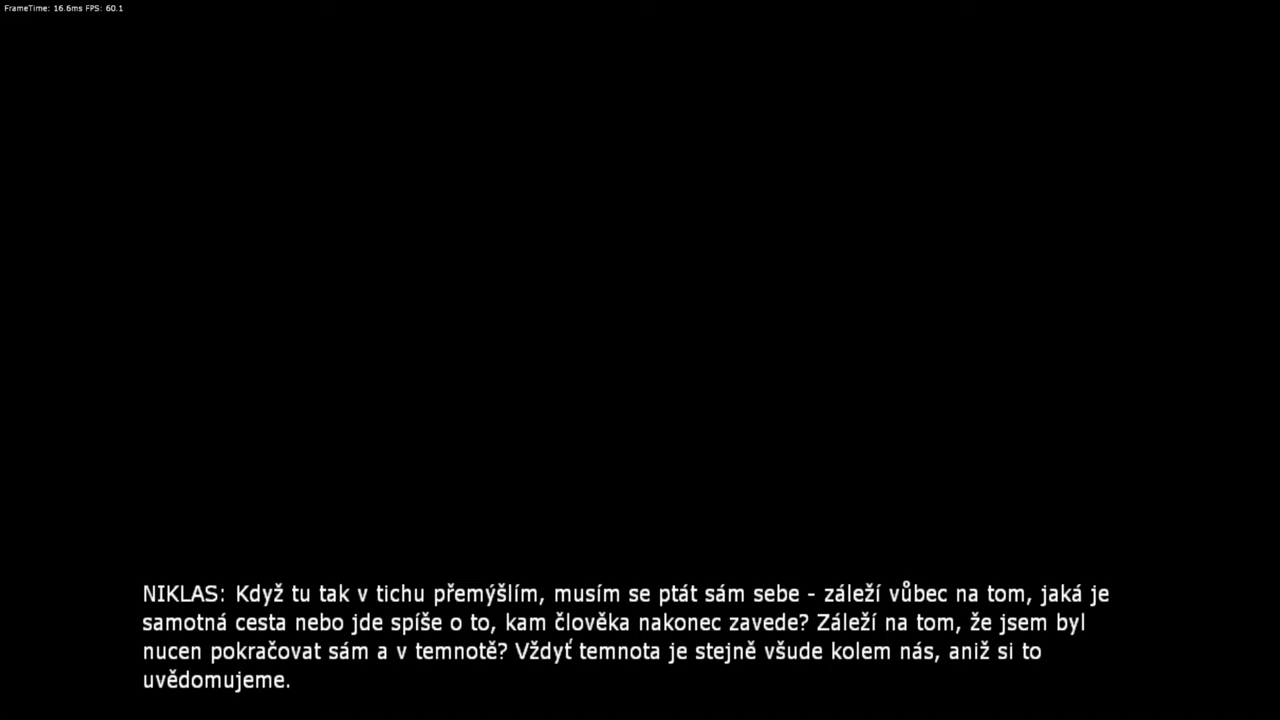 FrameTime: 16.6ms FPS: 60.1
NIKLAS: Když tu tak v tichu přemýšlím, musím se ptát sám sebe - záleží vůbec na tom, jaká je
samotná cesta nebo jde spíše o to, kam člověka nakonec zavede? Záleží na tom, že jsem byl
nucen pokračovat sám a v temnotě? Vždyť temnota je stejně všude kolem nás, aniž si to
uvědomujeme.